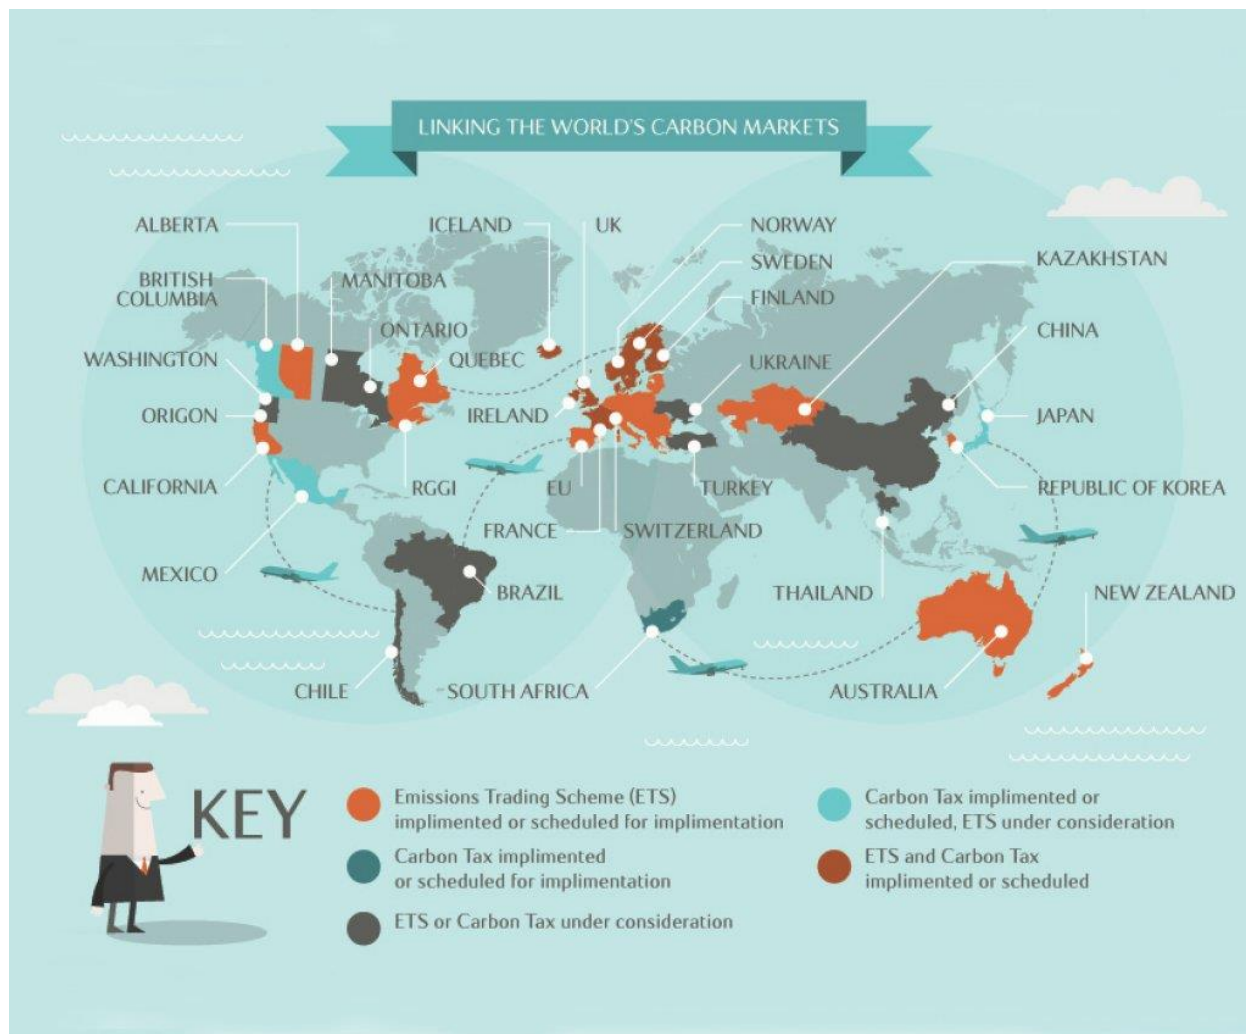 LINKING THE WORLD'S CARBON MARKETS
ALBERTA
ICELAND
UK
NORWAY
BRITISH
COLUMBIA
MANITOBA
SWEDEN
KAZAKHSTAN
FINLAND
ONTARIO
CHINA
WASHINGTON
QUEBEC
UKRAINE
ORIGON
IRELAND
JAPAN
CALIFORNIA
RGGI
EU
TURKEY
REPUBLIC OF KOREA
FRANCE
SWITZERLAND
MEXICO
BRAZIL
THAILAND
NEW ZEALAND
CHILE
SOUTH AFRICA
AUSTRALIA
KEY
Emissions Trading Scheme (ETS)
implimented or scheduled for implimentation
Carbon Tax implimented
or scheduled for implimentation
ETS or Carbon Tax under consideration
Carbon Tax implimented or
scheduled, ETS under consideration
ETS and Carbon Tax
implimented or scheduled